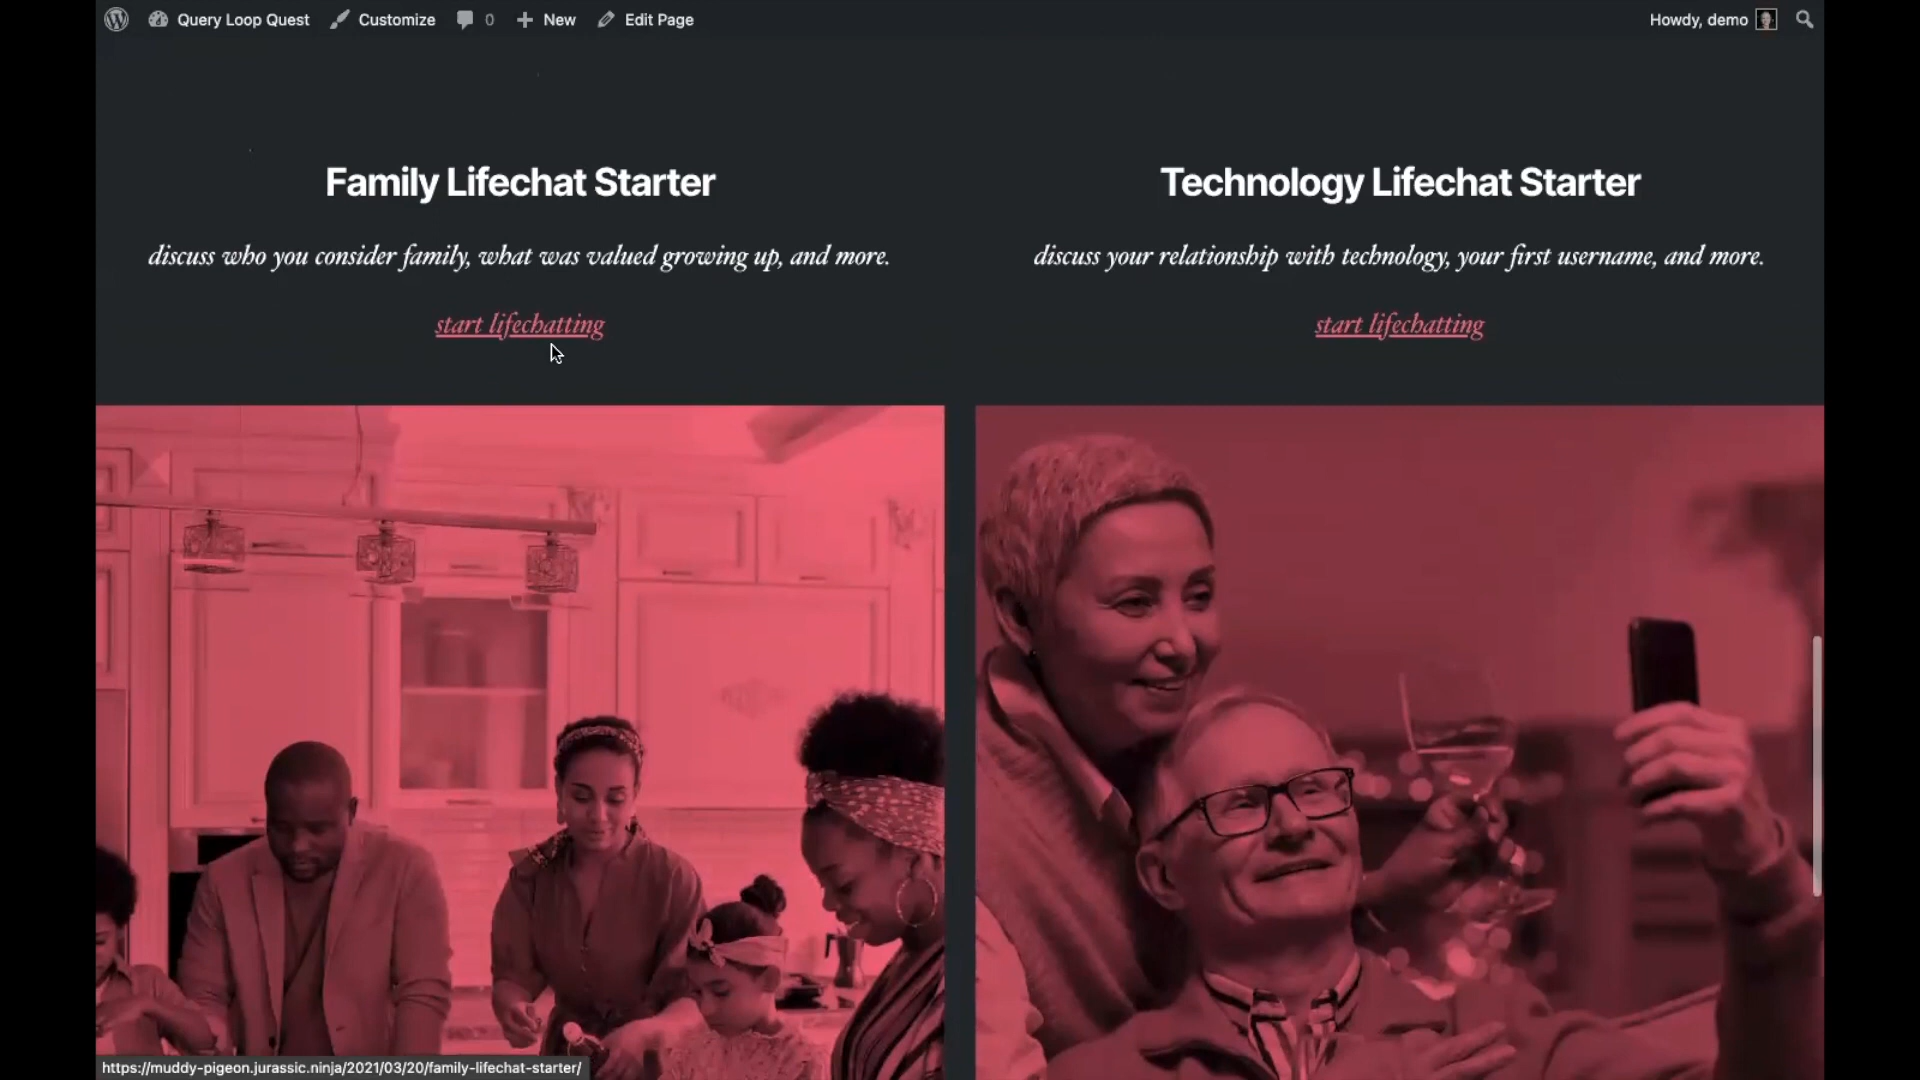 Query Loop Quest Customize 0 New Edit Page Howdy, demo
Family Lifechat Starter
discuss who you consider family, what was valued growing up, and more.
start lifechatting
Technology Lifechat Starter
discuss your relationship with technology, your first username, and more.
start lifechatting
https://muddy-pigeon.jurassic.ninja/2021/03/20/family-lifechat-starter/